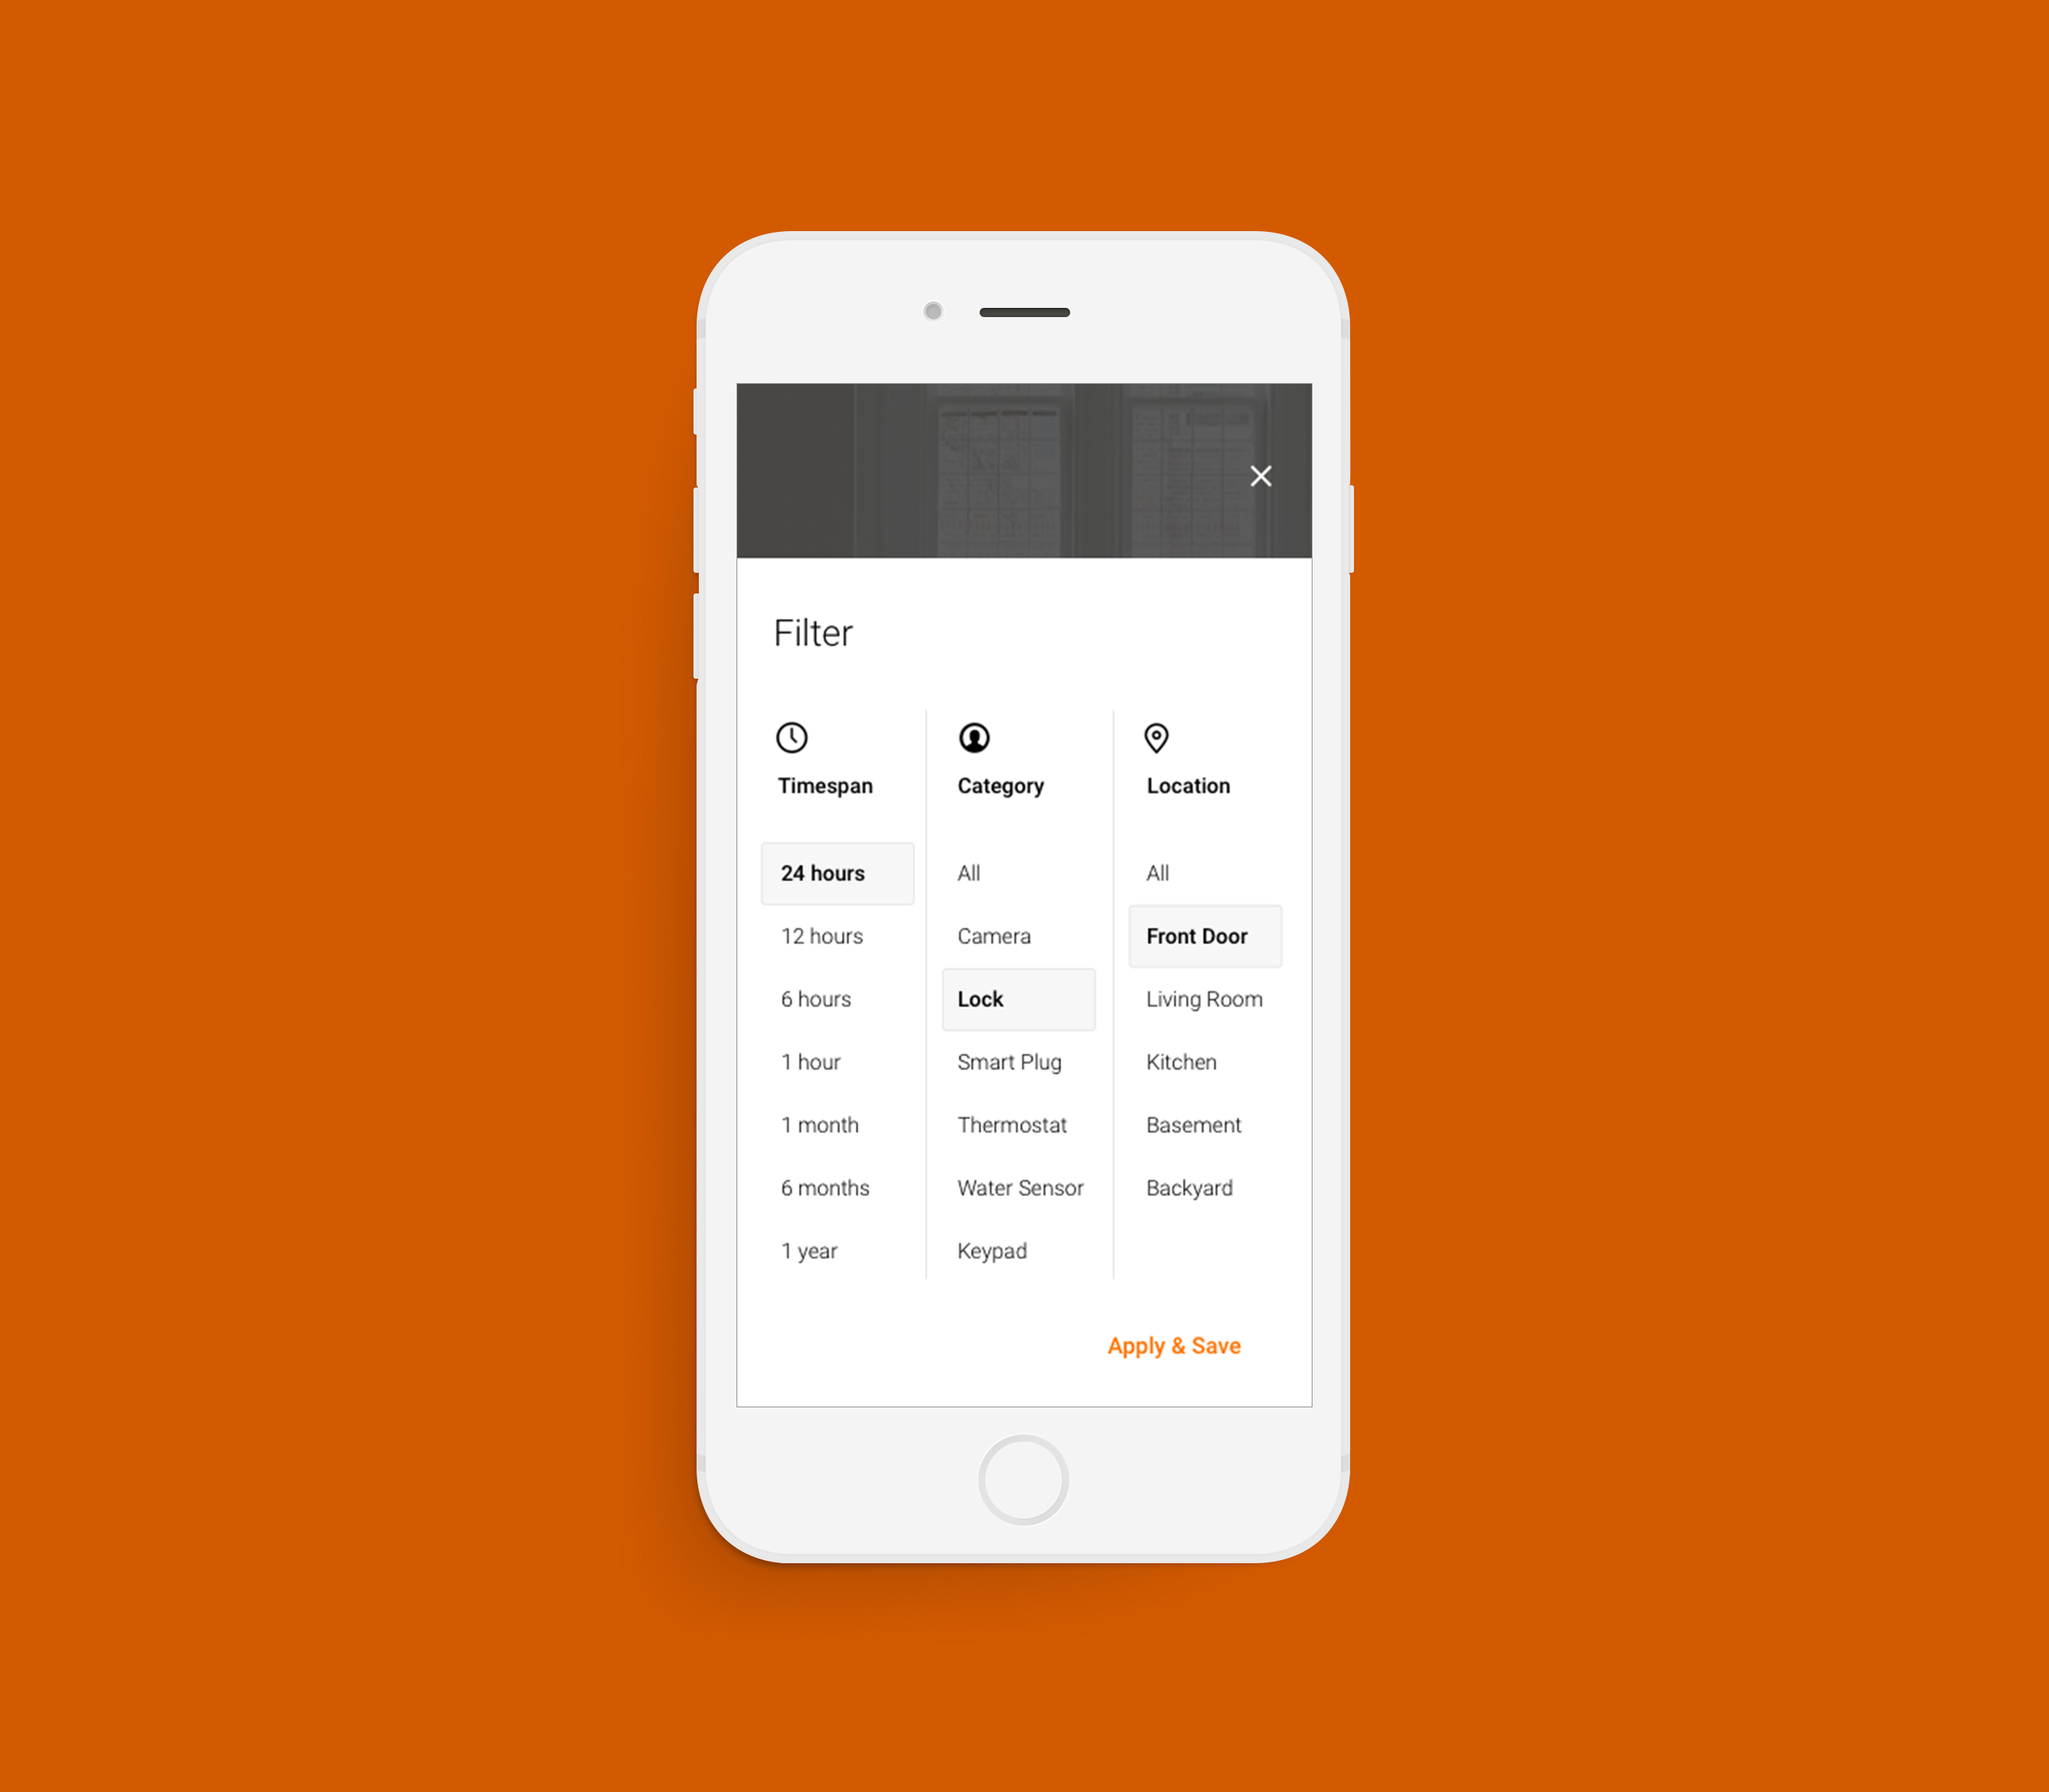 Filter
Timespan
24 hours
12 hours
6 hours
1 hour
1 month
6 months
1 year
Category
All
Camera
Lock
Smart Plug
Thermostat
Water Sensor
Keypad
Location
All
Front Door
Living Room
Kitchen
Basement
Backyard
Apply & Save